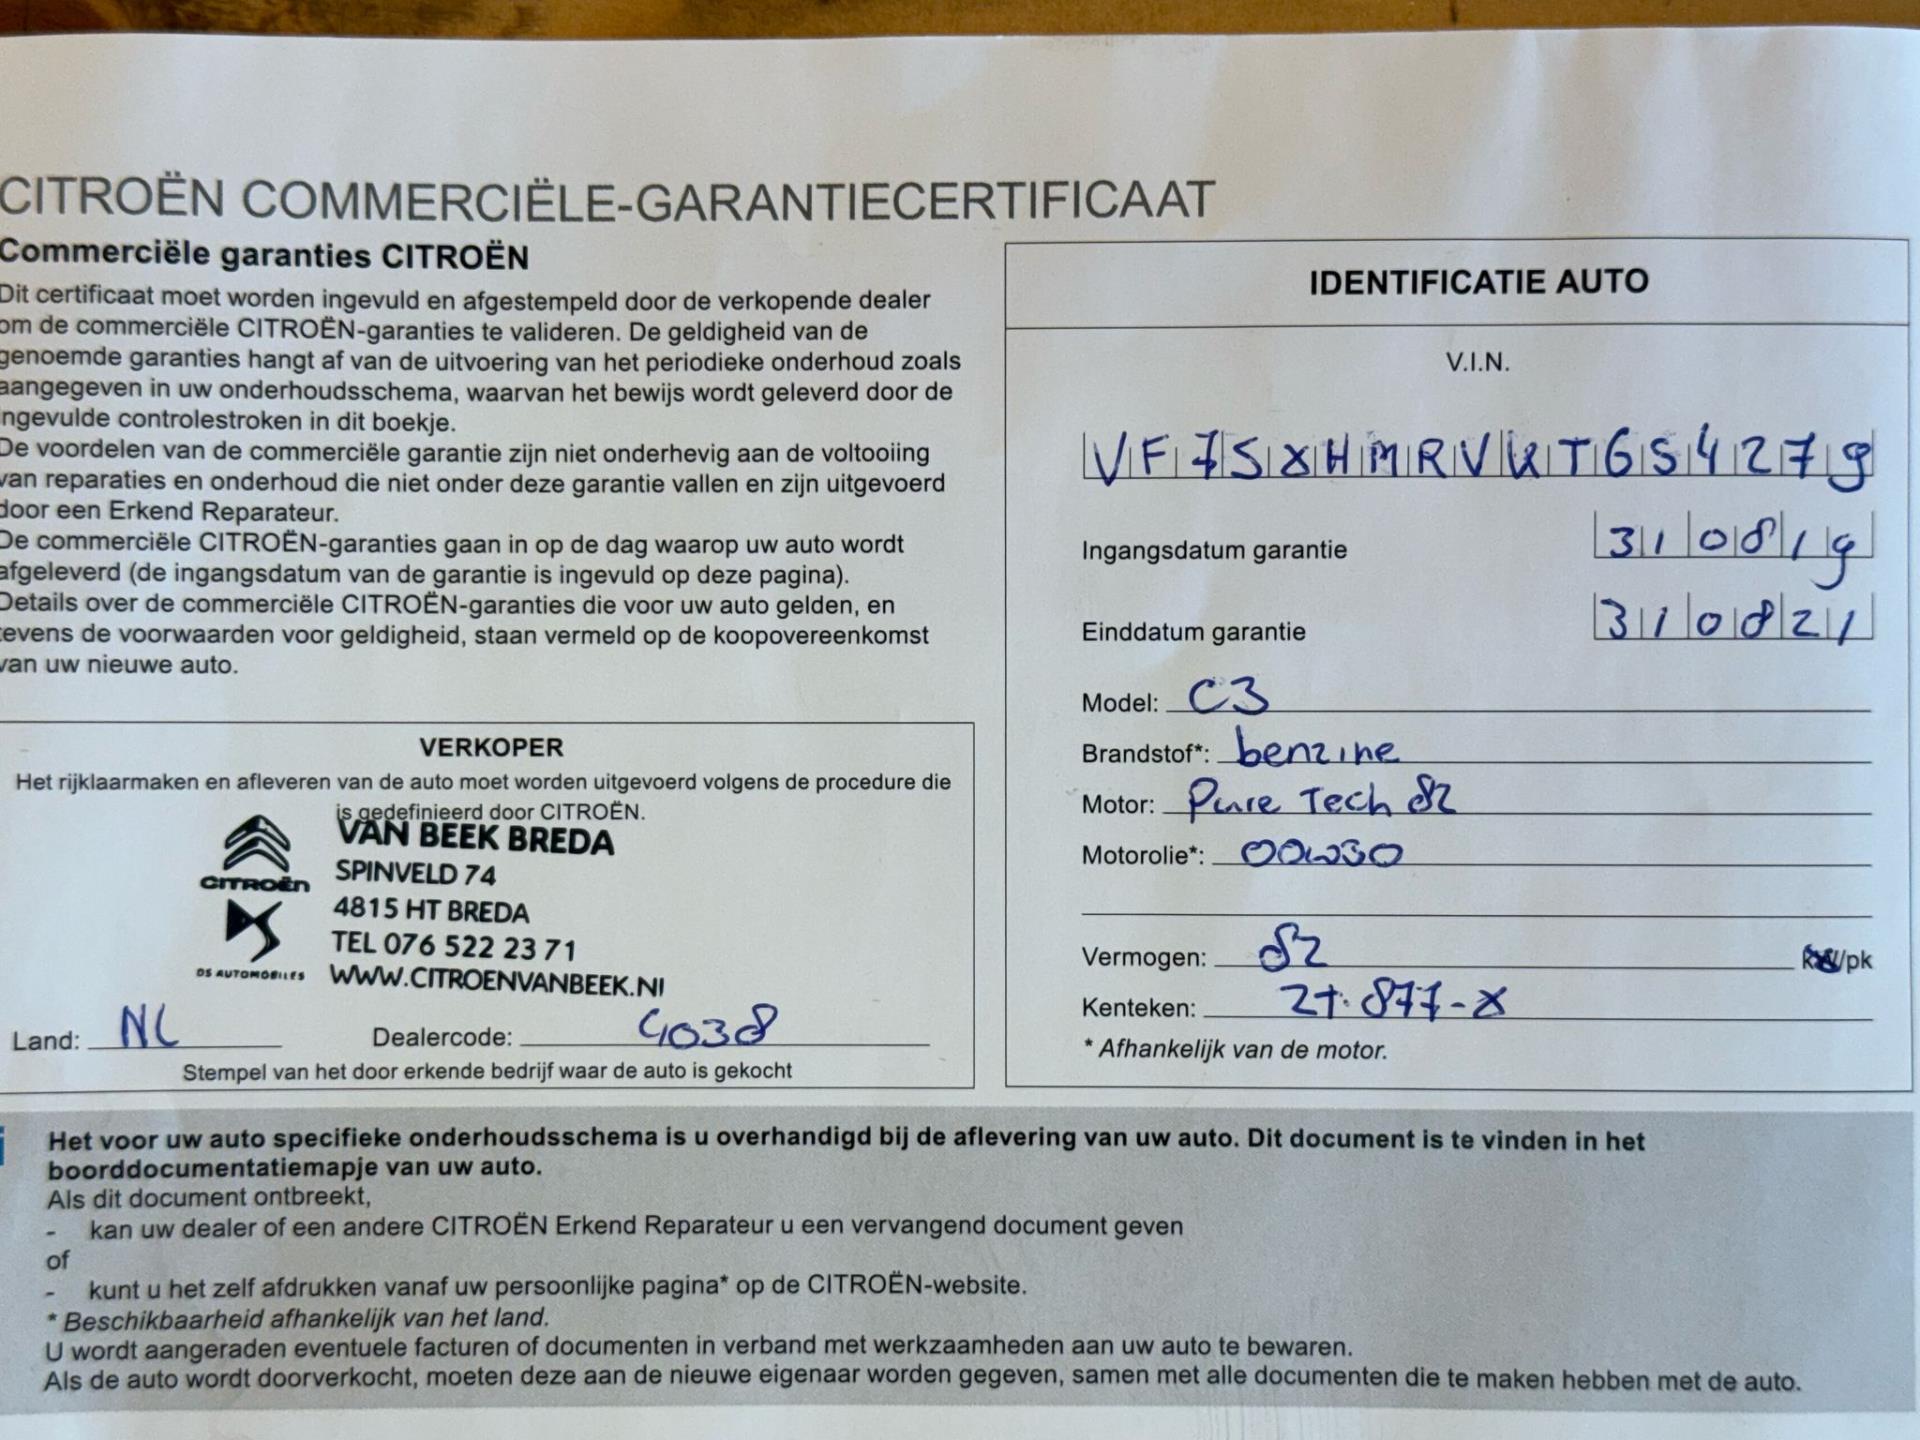 CITROËN COMMERCIËLE-GARANTIECERTIFICAAT
Commerciële garanties CITROËN
Dit certificaat moet worden ingevuld en afgestempeld door de verkopende dealer
om de commerciële CITROËN-garanties te valideren. De geldigheid van de
genoemde garanties hangt af van de uitvoering van het periodieke onderhoud zoals
aangegeven in uw onderhoudsschema, waarvan het bewijs wordt geleverd door de
ingevulde controlestroken in dit boekje.
De voordelen van de commerciële garantie zijn niet onderhevig aan de voltooiing
van reparaties en onderhoud die niet onder deze garantie vallen en zijn uitgevoerd
door een Erkend Reparateur.
De commerciële CITROËN-garanties gaan in op de dag waarop uw auto wordt
afgeleverd (de ingangsdatum van de garantie is ingevuld op deze pagina).
Details over de commerciële CITROËN-garanties die voor uw auto gelden, en
tevens de voorwaarden voor geldigheid, staan vermeld op de koopovereenkomst
van uw nieuwe auto.
VERKOPER
Het rijklaarmaken en afleveren van de auto moet worden uitgevoerd volgens de procedure die
is gedefinieerd door CITROËN.
CITROËN
DS AUTOMOBILES
VAN BEEK BREDA
SPINVELD 74
4815 HT BREDA
TEL 076 522 23 71
WWW.CITROENVANBEEK.Nl
Land: NL Dealercode: 4038
Stempel van het door erkende bedrijf waar de auto is gekocht
IDENTIFICATIE AUTO
V.I.N.
VF7SXHMRVKT654279
Ingangsdatum garantie 310819
Einddatum garantie 310821
Model: C3
Brandstof*: benzine
Motor: Pure Tech 82
Motorolie*: 00W30
Vermogen: 82 kW/pk
Kenteken: ZT-877-X
* Afhankelijk van de motor.
Het voor uw auto specifieke onderhoudsschema is u overhandigd bij de aflevering van uw auto. Dit document is te vinden in het
boorddocumentatiemapje van uw auto.
Als dit document ontbreekt,
- kan uw dealer of een andere CITROËN Erkend Reparateur u een vervangend document geven
of
- kunt u het zelf afdrukken vanaf uw persoonlijke pagina* op de CITROËN-website.
* Beschikbaarheid afhankelijk van het land.
U wordt aangeraden eventuele facturen of documenten in verband met werkzaamheden aan uw auto te bewaren.
Als de auto wordt doorverkocht, moeten deze aan de nieuwe eigenaar worden gegeven, samen met alle documenten die te maken hebben met de auto.